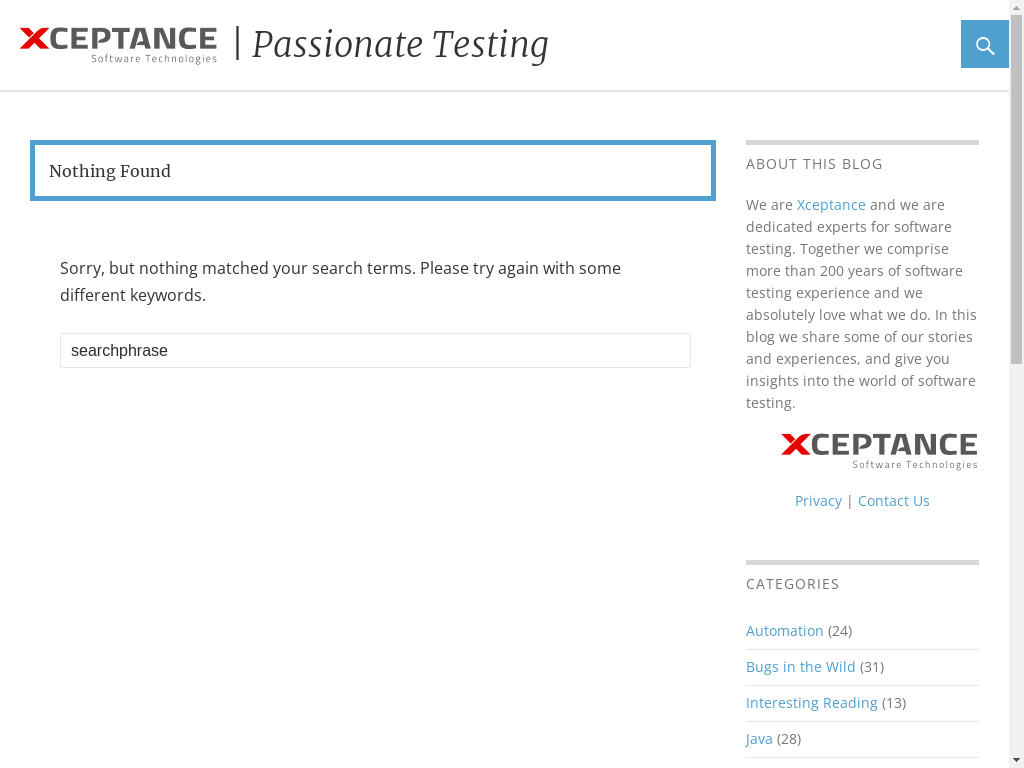 XCEPTANCE
Software Technologies
| Passionate Testing
Nothing Found
Sorry, but nothing matched your search terms. Please try again with some
different keywords.
searchphrase
ABOUT THIS BLOG
We are Xceptance and we are
dedicated experts for software
testing. Together we comprise
more than 200 years of software
testing experience and we
absolutely love what we do. In this
blog we share some of our stories
and experiences, and give you
insights into the world of software
testing.
XCEPTANCE
Software Technologies
Privacy | Contact Us
CATEGORIES
Automation (24)
Bugs in the Wild (31)
Interesting Reading (13)
Java (28)